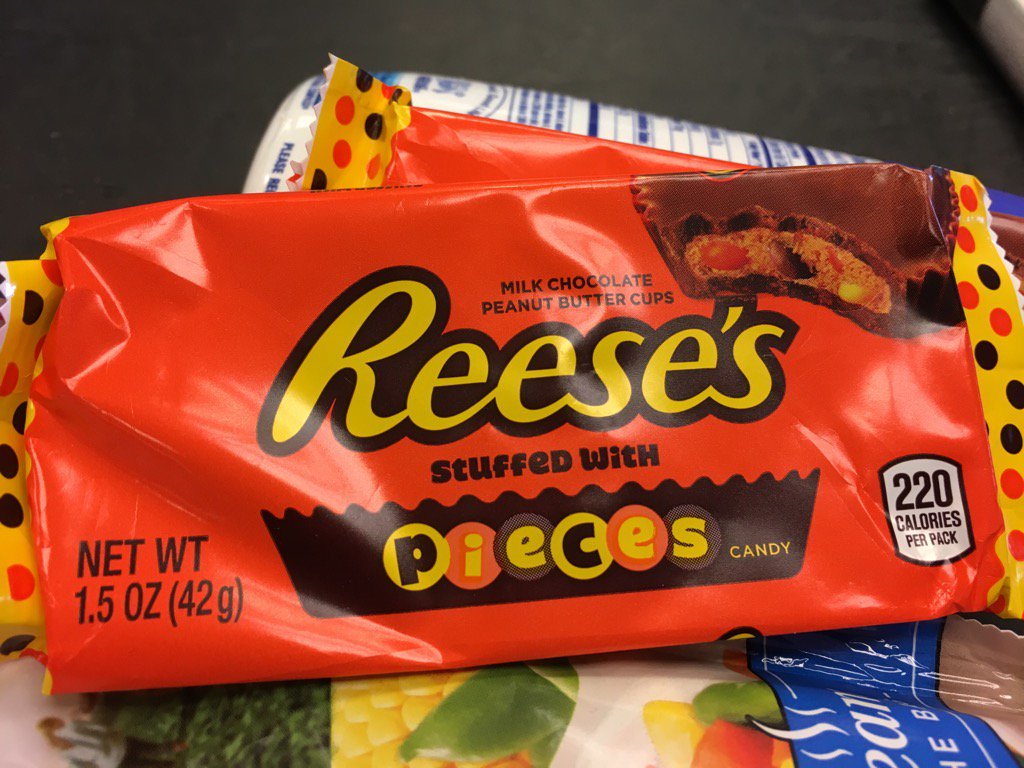 MILK CHOCOLATE
PEANUT BUTTER CUPS
Reese's
STUFFED WITH
pieces CANDY
220
CALORIES
PER PACK
NET WT
1.5 OZ (42g)
PLEASE